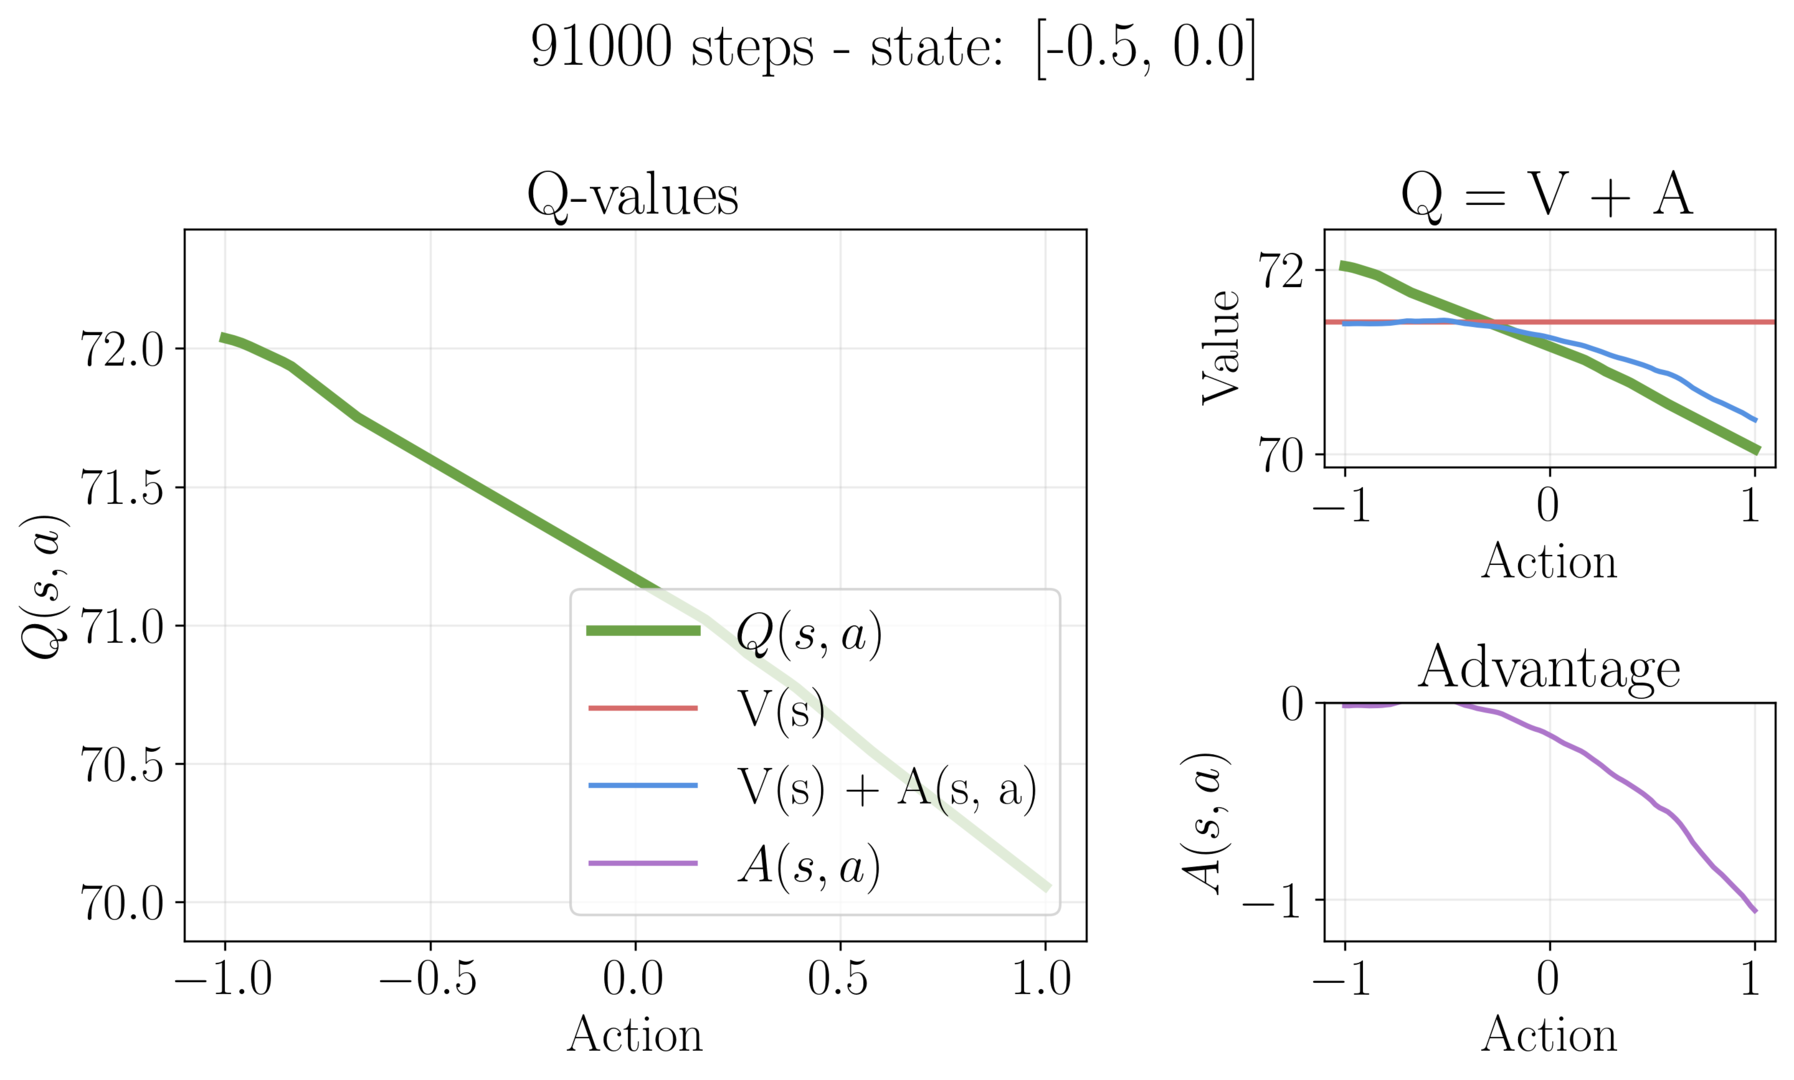 91000 steps - state: [-0.5, 0.0]
Q-values
Q(s, a)
72.0
71.5
71.0
70.5
70.0
−1.0 −0.5 0.0 0.5 1.0
Action
Q(s, a)
V(s)
V(s) + A(s, a)
A(s, a)
Q = V + A
Value
72
70
−1 0 1
Action
Advantage
A(s, a)
0
−1
−1 0 1
Action